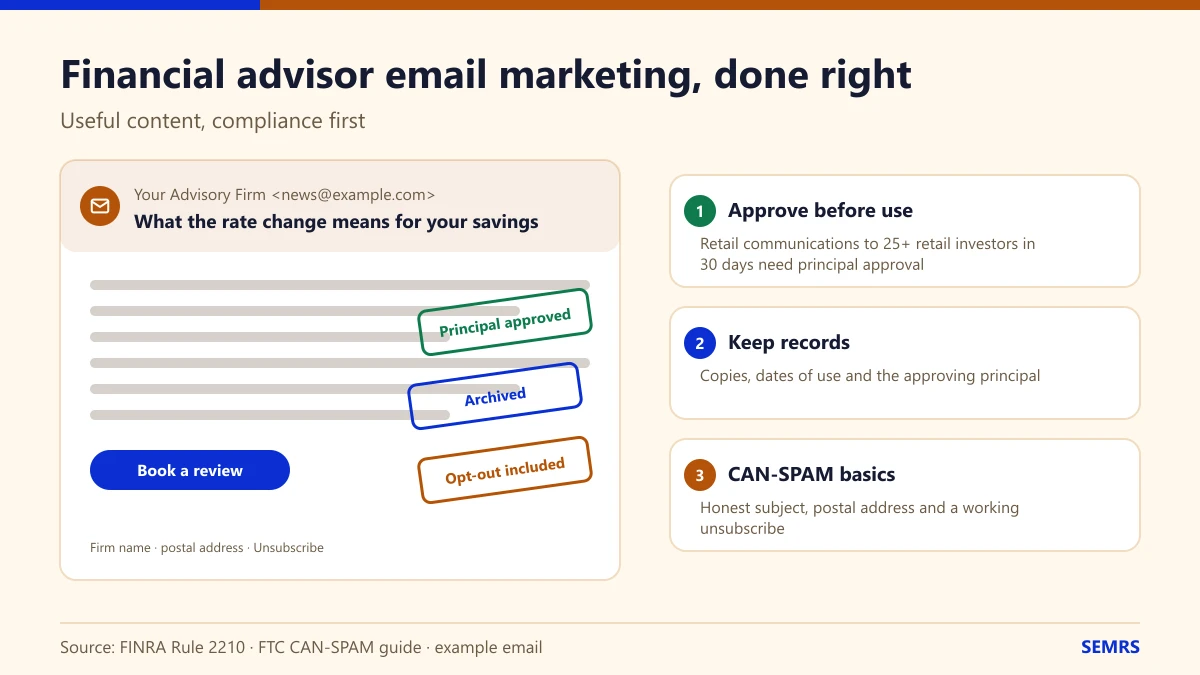 Financial advisor email marketing, done right
Useful content, compliance first
Your Advisory Firm <news@example.com>
What the rate change means for your savings
Principal approved
Archived
Opt-out included
Book a review
Firm name · postal address · Unsubscribe
1 Approve before use
Retail communications to 25+ retail investors in
30 days need principal approval
2 Keep records
Copies, dates of use and the approving principal
3 CAN-SPAM basics
Honest subject, postal address and a working
unsubscribe
Source: FINRA Rule 2210 · FTC CAN-SPAM guide · example email
SEMRS